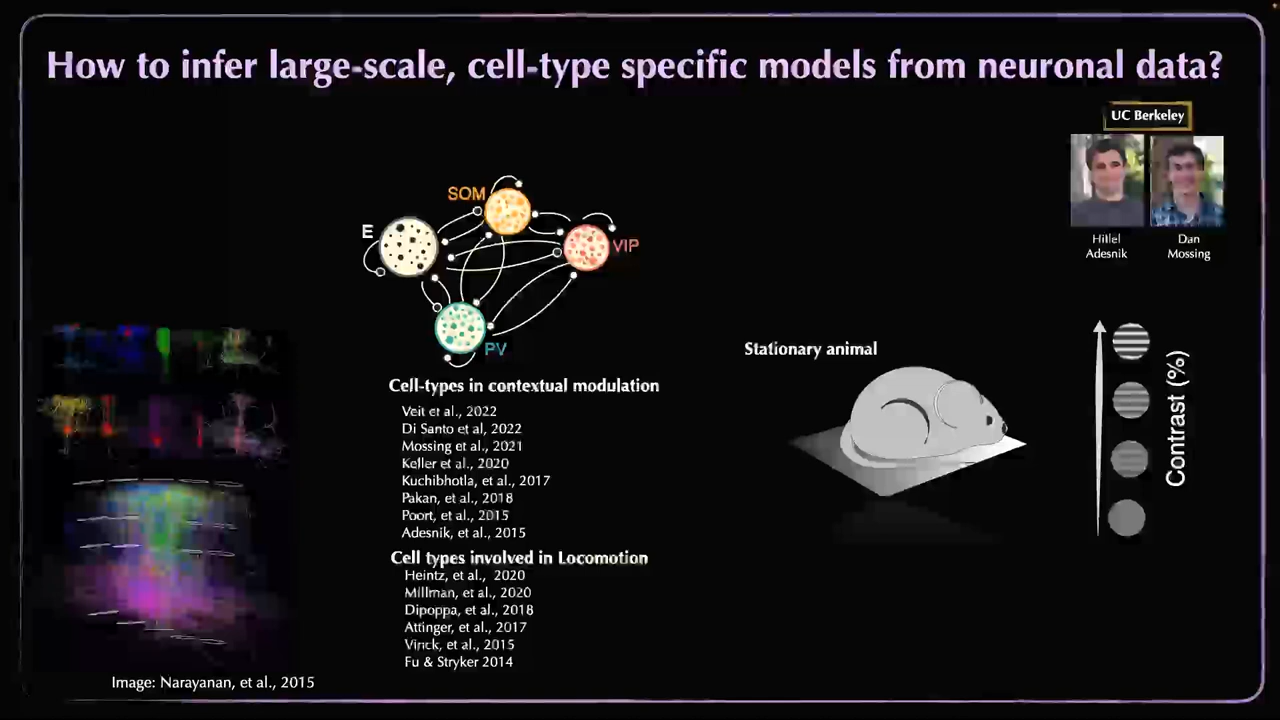 How to infer large-scale, cell-type specific models from neuronal data?
UC Berkeley
Hillel
Adesnik
Dan
Mossing
SOM
E
VIP
PV
Stationary animal
Contrast (%)
Cell-types in contextual modulation
Veit et al., 2022
Di Santo et al, 2022
Mossing et al., 2021
Keller et al., 2020
Kuchibhotla, et al., 2017
Pakan, et al., 2018
Poort, et al., 2015
Adesnik, et al., 2015
Cell types involved in Locomotion
Heintz, et al., 2020
Millman, et al., 2020
Dipoppa, et al., 2018
Attinger, et al., 2017
Vinck, et al., 2015
Fu & Stryker 2014
Image: Narayanan, et al., 2015